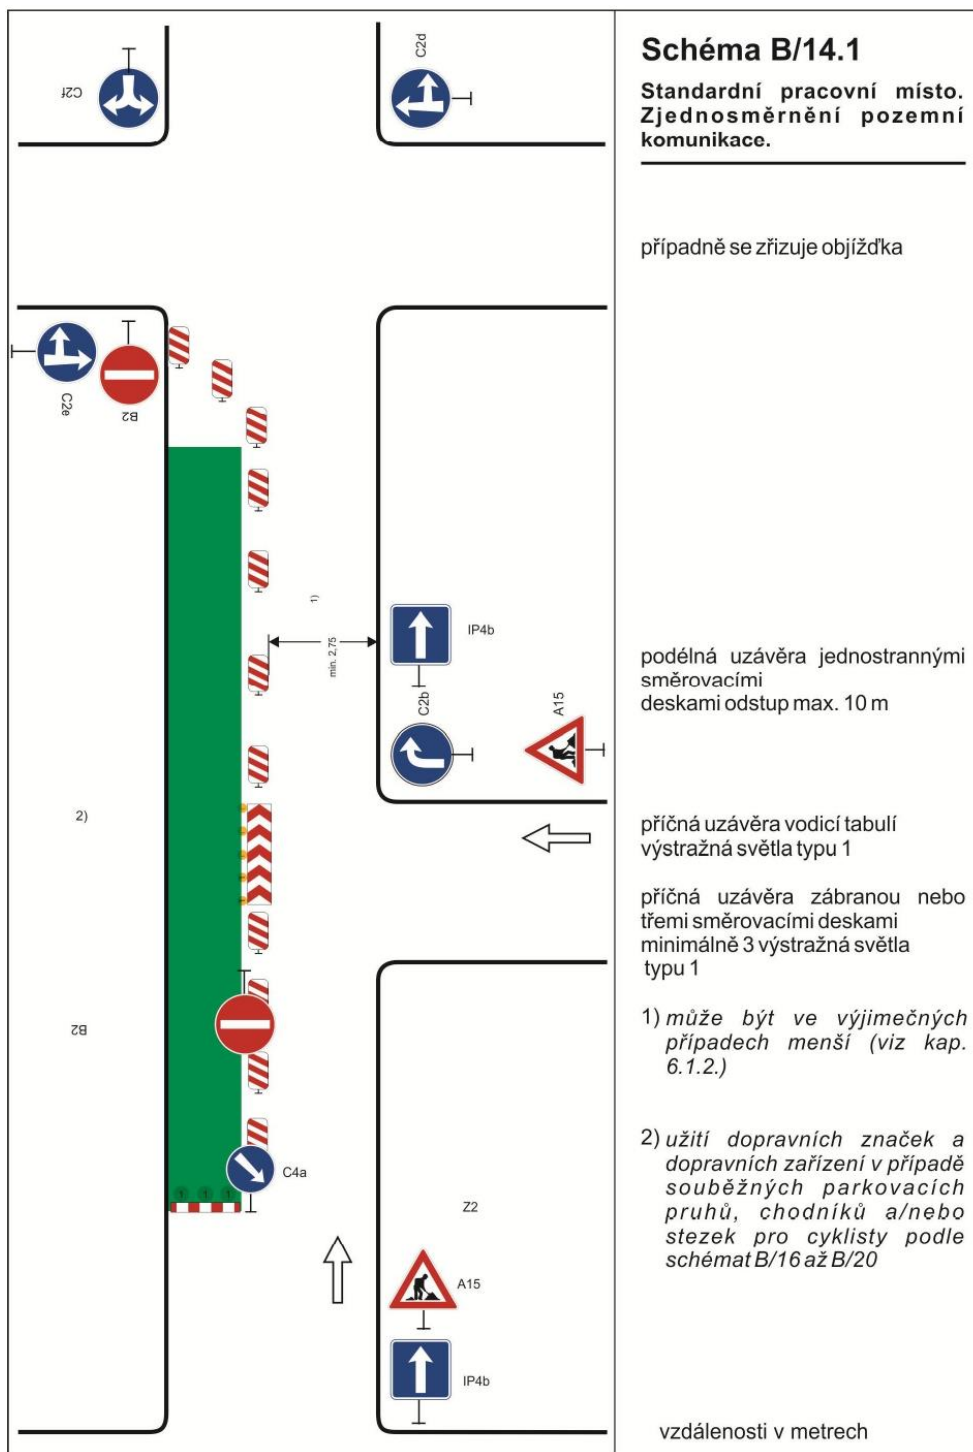 Schéma B/14.1
Standardní pracovní místo.
Zjednosměrnění pozemní
komunikace.
případně se zřizuje objížďka
podélná uzávěra jednostrannými
směrovacími
deskami odstup max. 10 m
příčná uzávěra vodicí tabulí
výstražná světla typu 1
příčná uzávěra zábranou nebo
třemi směrovacími deskami
minimálně 3 výstražná světla
typu 1
1) může být ve výjimečných
případech menší (viz kap.
6.1.2.)
2) užití dopravních značek a
dopravních zařízení v případě
souběžných parkovacích
pruhů, chodníků a/nebo
stezek pro cyklisty podle
schémat B/16 až B/20
vzdálenosti v metrech
C2f
C2d
C2e
B2
1)
min. 2,75
IP4b
C2b
A15
2)
B2
C4a
1 1 1
Z2
A15
IP4b